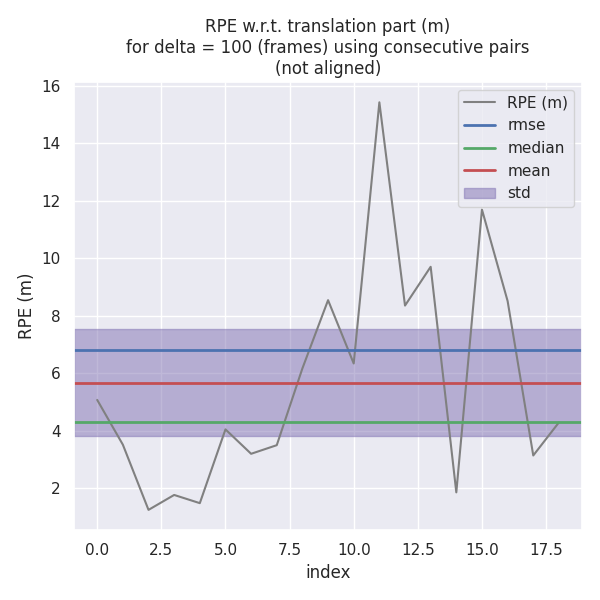 RPE w.r.t. translation part (m)
for delta = 100 (frames) using consecutive pairs
(not aligned)
RPE (m)
rmse
median
mean
std
16
14
12
10
8
6
4
2
RPE (m)
0.0 2.5 5.0 7.5 10.0 12.5 15.0 17.5
index